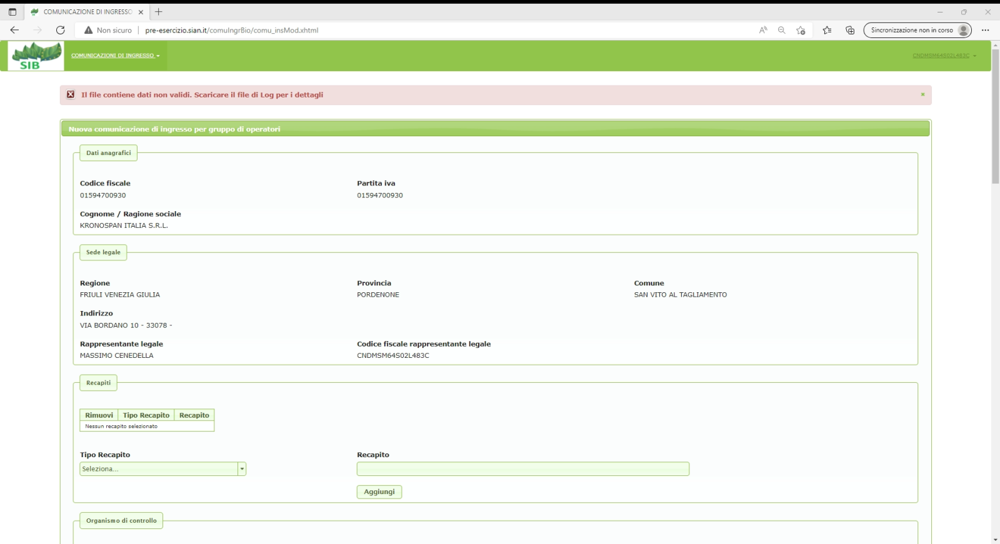 COMUNICAZIONE DI INGRESSO
Non sicuro
pre-esercizio.sian.it/comuIngrBio/comu_insMod.xhtml
Sincronizzazione non in corso
SIB
COMUNICAZIONI DI INGRESSO
CNDMSM64S02L483C
Il file contiene dati non validi. Scaricare il file di Log per i dettagli
Nuova comunicazione di ingresso per gruppo di operatori
Dati anagrafici
Codice fiscale
Partita iva
01594700930
01594700930
Cognome / Ragione sociale
KRONOSPAN ITALIA S.R.L.
Sede legale
Regione
Provincia
Comune
FRIULI VENEZIA GIULIA
PORDENONE
SAN VITO AL TAGLIAMENTO
Indirizzo
VIA BORDANO 10 - 33078 -
Rappresentante legale
Codice fiscale rappresentante legale
MASSIMO CENEDELLA
CNDMSM64S02L483C
Recapiti
Rimuovi Tipo Recapito Recapito
Nessun recapito selezionato
Tipo Recapito
Recapito
Seleziona...
Aggiungi
Organismo di controllo